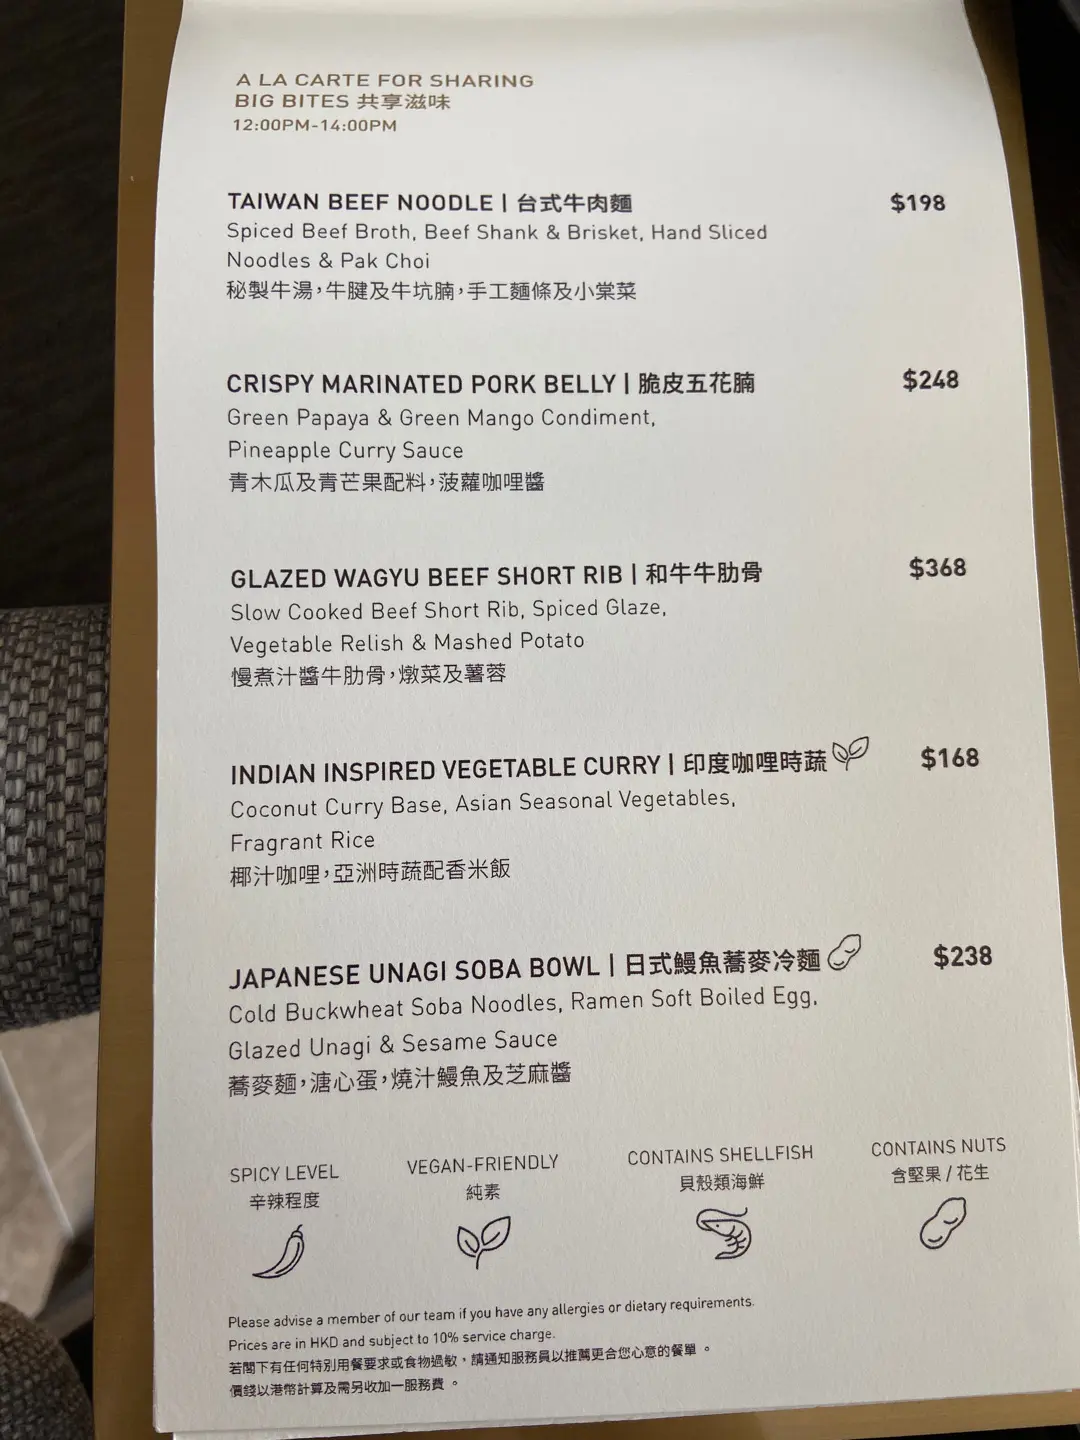 A LA CARTE FOR SHARING
BIG BITES 共享滋味
12:00PM-14:00PM
TAIWAN BEEF NOODLE | 台式牛肉麵 $198
Spiced Beef Broth, Beef Shank & Brisket, Hand Sliced
Noodles & Pak Choi
秘製牛湯，牛腱及牛坑腩，手工麵條及小棠菜
CRISPY MARINATED PORK BELLY | 脆皮五花腩 $248
Green Papaya & Green Mango Condiment,
Pineapple Curry Sauce
青木瓜及青芒果配料，菠蘿咖哩醬
GLAZED WAGYU BEEF SHORT RIB | 和牛牛肋骨 $368
Slow Cooked Beef Short Rib, Spiced Glaze,
Vegetable Relish & Mashed Potato
慢煮汁醬牛肋骨，燉菜及薯蓉
INDIAN INSPIRED VEGETABLE CURRY | 印度咖哩時蔬 $168
Coconut Curry Base, Asian Seasonal Vegetables,
Fragrant Rice
椰汁咖哩，亞洲時蔬配香米飯
JAPANESE UNAGI SOBA BOWL | 日式鰻魚蕎麥冷麵 $238
Cold Buckwheat Soba Noodles, Ramen Soft Boiled Egg,
Glazed Unagi & Sesame Sauce
蕎麥麵，溏心蛋，燒汁鰻魚及芝麻醬
SPICY LEVEL VEGAN-FRIENDLY CONTAINS SHELLFISH CONTAINS NUTS
辛辣程度 純素 貝殼類海鮮 含堅果 / 花生
Please advise a member of our team if you have any allergies or dietary requirements.
Prices are in HKD and subject to 10% service charge.
若閣下有任何特別用餐要求或食物過敏，請通知服務員以推薦更合您心意的餐單。
價錢以港幣計算及需另收加一服務費。